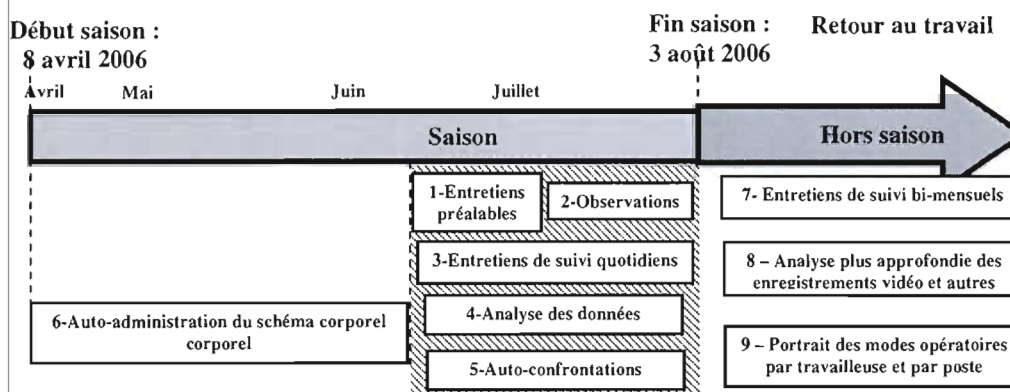 Début saison :
8 avril 2006
Fin saison :
3 août 2006
Retour au travail
Avril
Mai
Juin
Juillet
Saison
Hors saison
1-Entretiens
préalables
2-Observations
3-Entretiens de suivi quotidiens
4-Analyse des données
5-Auto-confrontations
6-Auto-administration du schéma corporel
corporel
7- Entretiens de suivi bi-mensuels
8 – Analyse plus approfondie des
enregistrements vidéo et autres
9 – Portrait des modes opératoires
par travailleuse et par poste